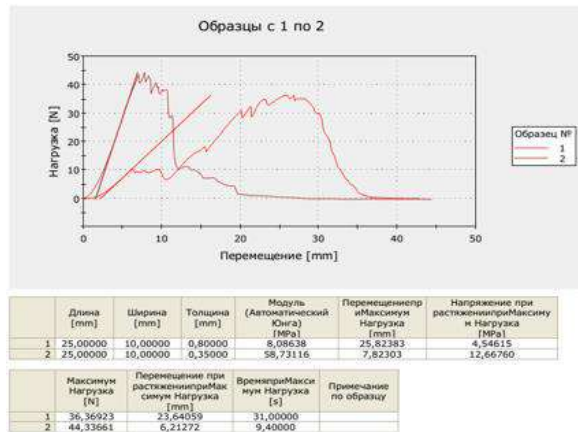 Образцы с 1 по 2
50
40
30
20
10
0
Нагрузка [N]
0 10 20 30 40 50
Перемещение [mm]
Образец №
1
2
Длина [mm] Ширина [mm] Толщина [mm] Модуль (Автоматический Юнга) [MPa] Перемещениепр иМаксимум Нагрузка [mm] Напряжение при растяженииприМаксиму м Нагрузка [MPa]
1 25,00000 10,00000 0,80000 8,08638 25,82383 4,54615
2 25,00000 10,00000 0,35000 58,73116 7,82303 12,66760
Максимум Нагрузка [N] Перемещение при растяженииприМак симум Нагрузка [mm] ВремяприМакси мум Нагрузка [s] Примечание по образцу
1 36,36923 23,64059 31,00000
2 44,33661 6,21272 9,40000